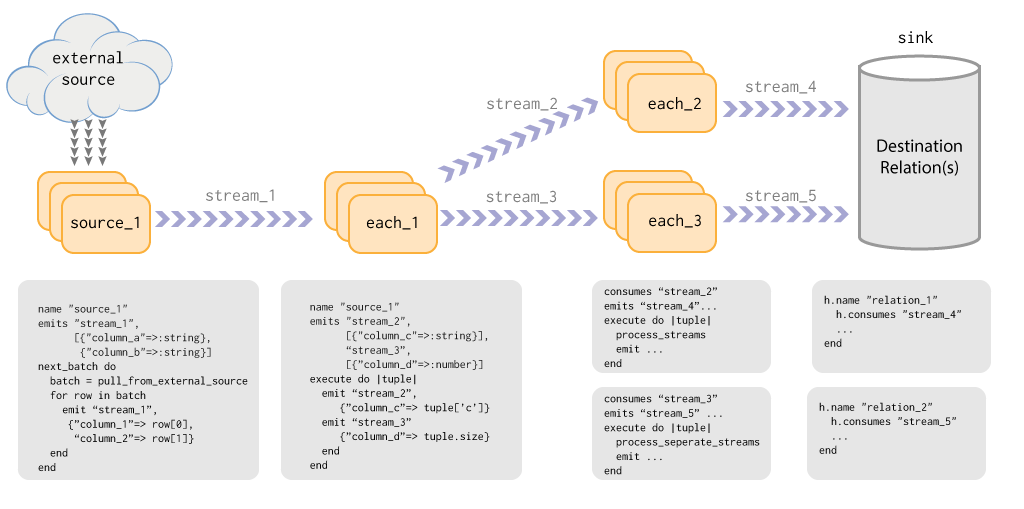 external
source
sink
stream_2
stream_4
each_2
Destination
Relation(s)
stream_1
stream_3
stream_5
source_1
each_1
each_3
name "source_1"
emits "stream_1",
[{"column_a"=>:string},
{"column_b"=>:string}]
next_batch do
batch = pull_from_external_source
for row in batch
emit “stream_1”,
{"column_1"=> row[0],
“column_2”=> row[1]}
end
end
name "source_1"
emits "stream_2",
[{"column_c"=>:string}],
“stream_3”,
[{"column_d"=>:number}]
execute do |tuple|
emit “stream_2”,
{"column_c”=> tuple['c']}
emit “stream_3”
{"column_d”=> tuple.size}
end
end
consumes “stream_2”
emits “stream_4”...
execute do |tuple|
process_streams
emit ...
end
consumes “stream_3”
emits “stream_5” ...
execute do |tuple|
process_seperate_streams
emit ...
end
h.name "relation_1"
h.consumes "stream_4”
...
end
h.name "relation_2”
h.consumes "stream_5”
...
end